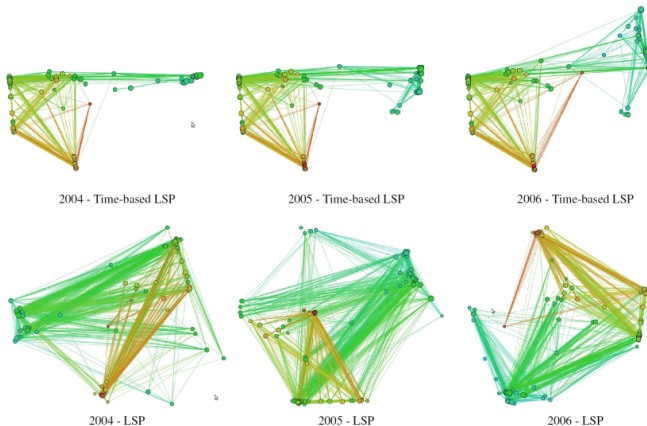 2004 - Time-based LSP
2005 - Time-based LSP
2006 - Time-based LSP
2004 - LSP
2005 - LSP
2006 - LSP